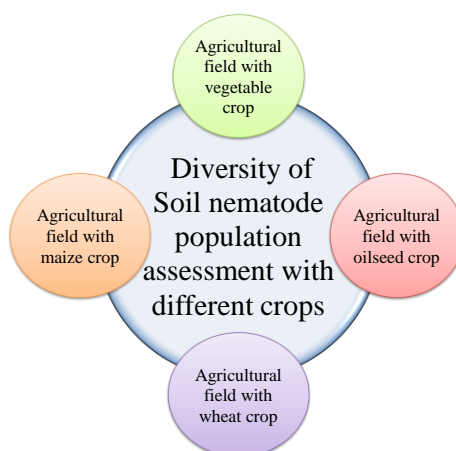 Agricultural
field with
vegetable
crop
Diversity of
Soil nematode
population
assessment with
different crops
Agricultural
field with
maize crop
Agricultural
field with
oilseed crop
Agricultural
field with
wheat crop